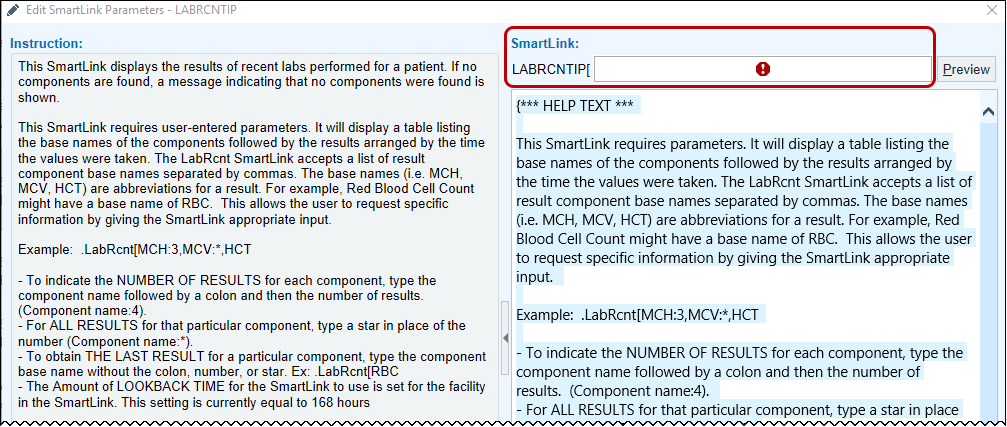 Edit SmartLink Parameters - LABRCNTIP
Instruction:
This SmartLink displays the results of recent labs performed for a patient. If no
components are found, a message indicating that no components were found is
shown.
This SmartLink requires user-entered parameters. It will display a table listing
the base names of the components followed by the results arranged by the time
the values were taken. The LabRcnt SmartLink accepts a list of result
component base names separated by commas. The base names (i.e. MCH,
MCV, HCT) are abbreviations for a result. For example, Red Blood Cell Count
might have a base name of RBC.  This allows the user to request specific
information by giving the SmartLink appropriate input.
Example:  .LabRcnt[MCH:3,MCV:*,HCT
- To indicate the NUMBER OF RESULTS for each component, type the
component name followed by a colon and then the number of results.
(Component name:4).
- For ALL RESULTS for that particular component, type a star in place of the
number (Component name:*).
- To obtain THE LAST RESULT for a particular component, type the component
base name without the colon, number, or star. Ex: .LabRcnt[RBC
- The Amount of LOOKBACK TIME for the SmartLink to use is set for the facility
in the SmartLink. This setting is currently equal to 168 hours
SmartLink:
LABRCNTIP[
Preview
{*** HELP TEXT ***
This SmartLink requires parameters. It will display a table listing
the base names of the components followed by the results arranged by
the time the values were taken. The LabRcnt SmartLink accepts a list of
result component base names separated by commas. The base names
(i.e. MCH, MCV, HCT) are abbreviations for a result. For example, Red
Blood Cell Count might have a base name of RBC.  This allows the user
to request specific information by giving the SmartLink appropriate
input.
Example:  .LabRcnt[MCH:3,MCV:*,HCT
- To indicate the NUMBER OF RESULTS for each component, type the
component name followed by a colon and then the number of
results.  (Component name:4).
- For ALL RESULTS for that particular component, type a star in place